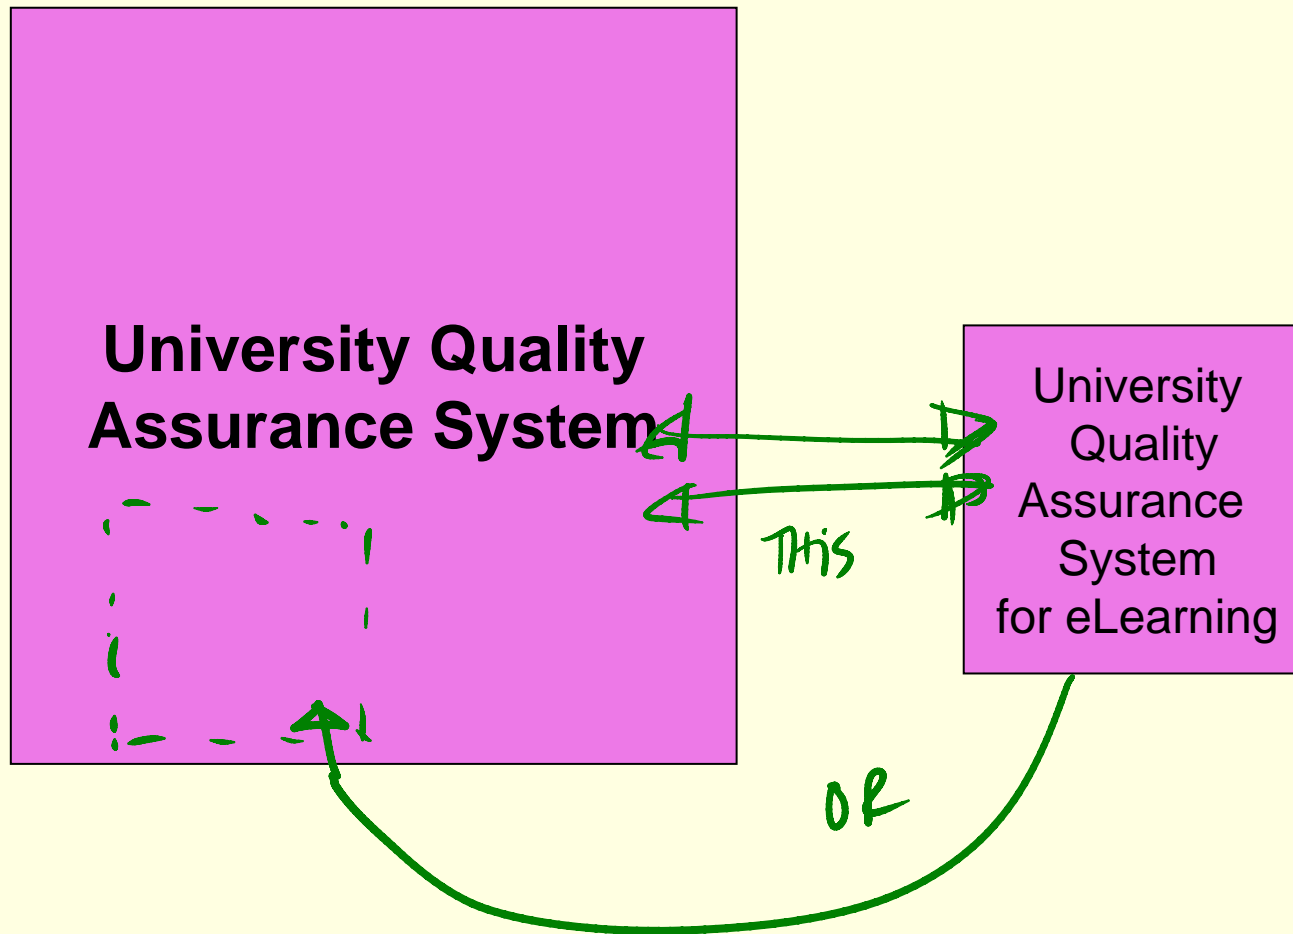 University Quality
Assurance System
University
Quality
Assurance
System
for eLearning
THis
OR